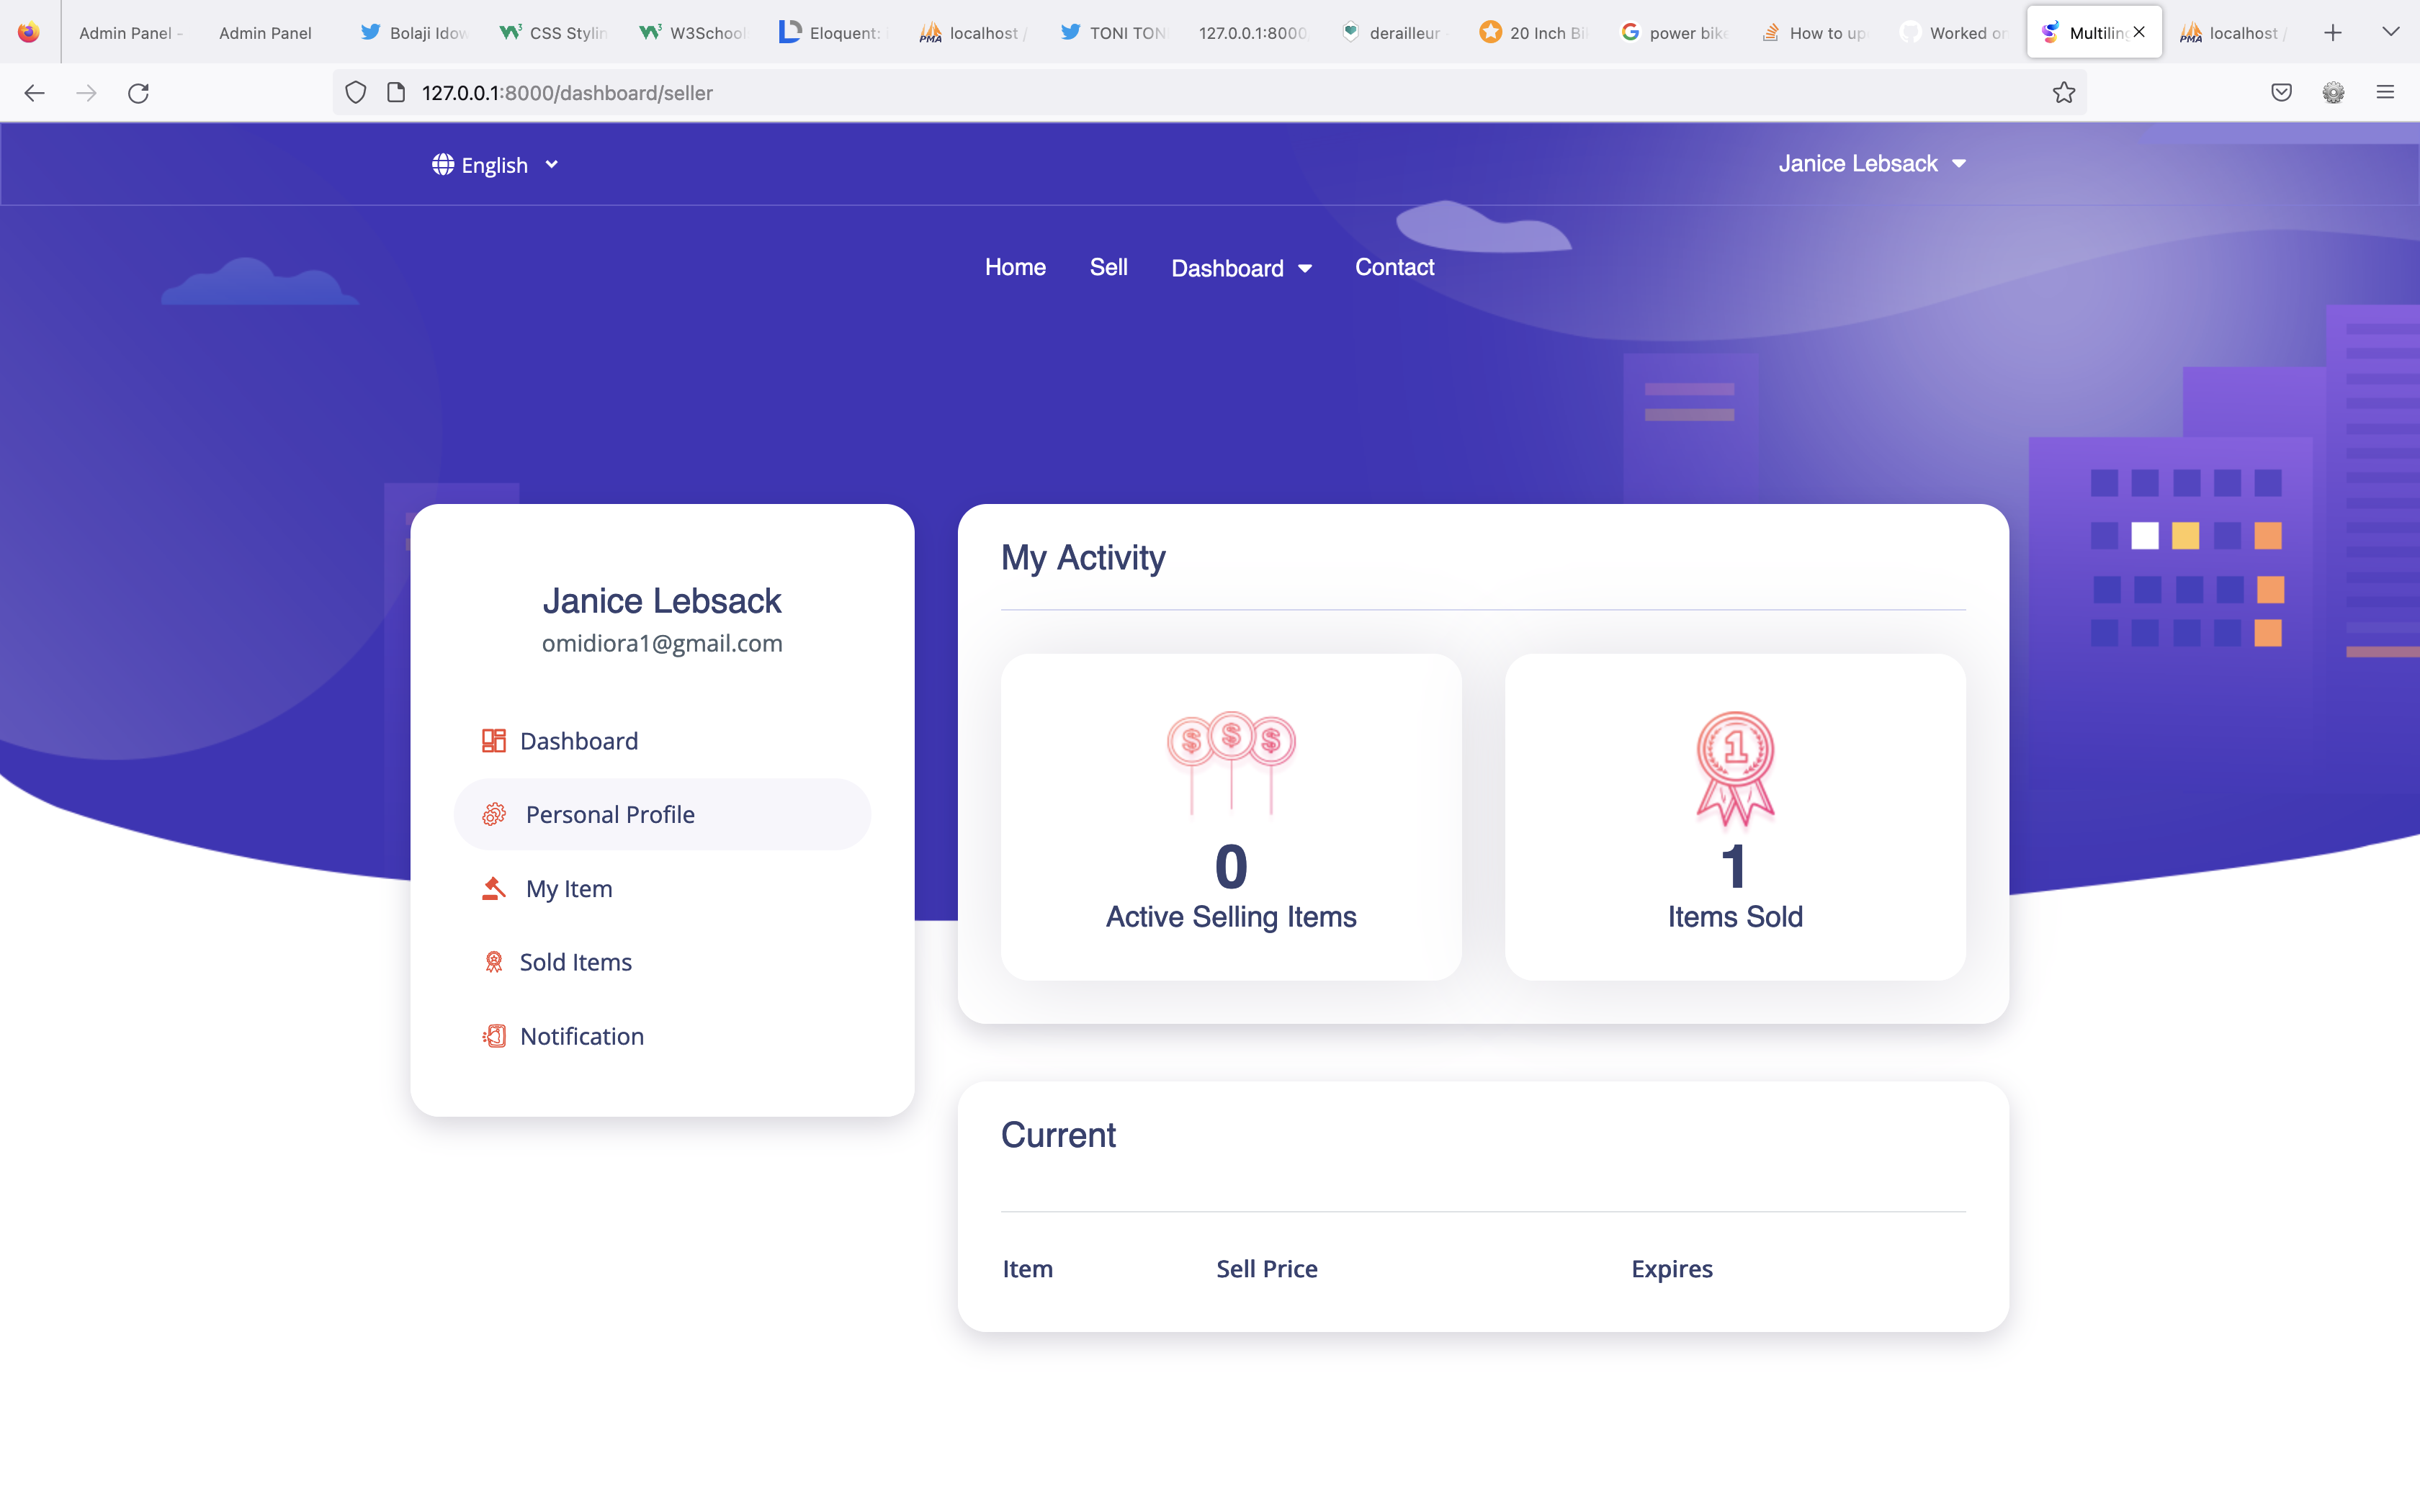 Admin Panel -
Admin Panel
Bolaji Idow
CSS Stylin
W3School
Eloquent:
localhost /
TONI TON
127.0.0.1:8000
derailleur
20 Inch Bi
power bike
How to up
Worked on
Multiling
localhost /
127.0.0.1:8000/dashboard/seller
English
Janice Lebsack
Home
Sell
Dashboard
Contact
Janice Lebsack
omidiora1@gmail.com
Dashboard
Personal Profile
My Item
Sold Items
Notification
My Activity
0
Active Selling Items
1
Items Sold
Current
Item
Sell Price
Expires